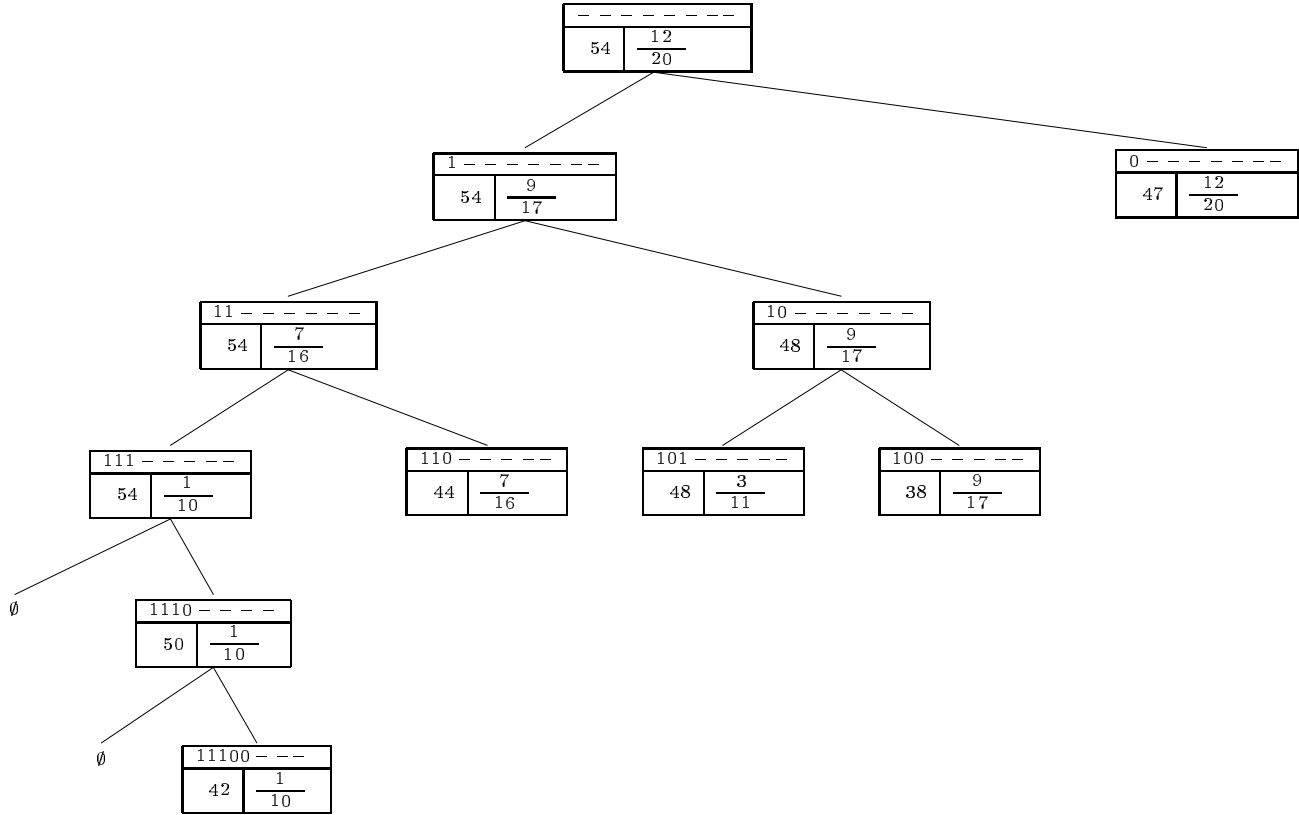 − − − − − − − −
54 12
20
1 − − − − − − −
54 9
17
0 − − − − − − −
47 12
20
11 − − − − − −
54 7
16
10 − − − − − −
48 9
17
111 − − − − −
54 1
10
110 − − − − −
44 7
16
101 − − − − −
48 3
11
100 − − − − −
38 9
17
∅
1110 − − − −
50 1
10
∅
11100 − − −
42 1
10